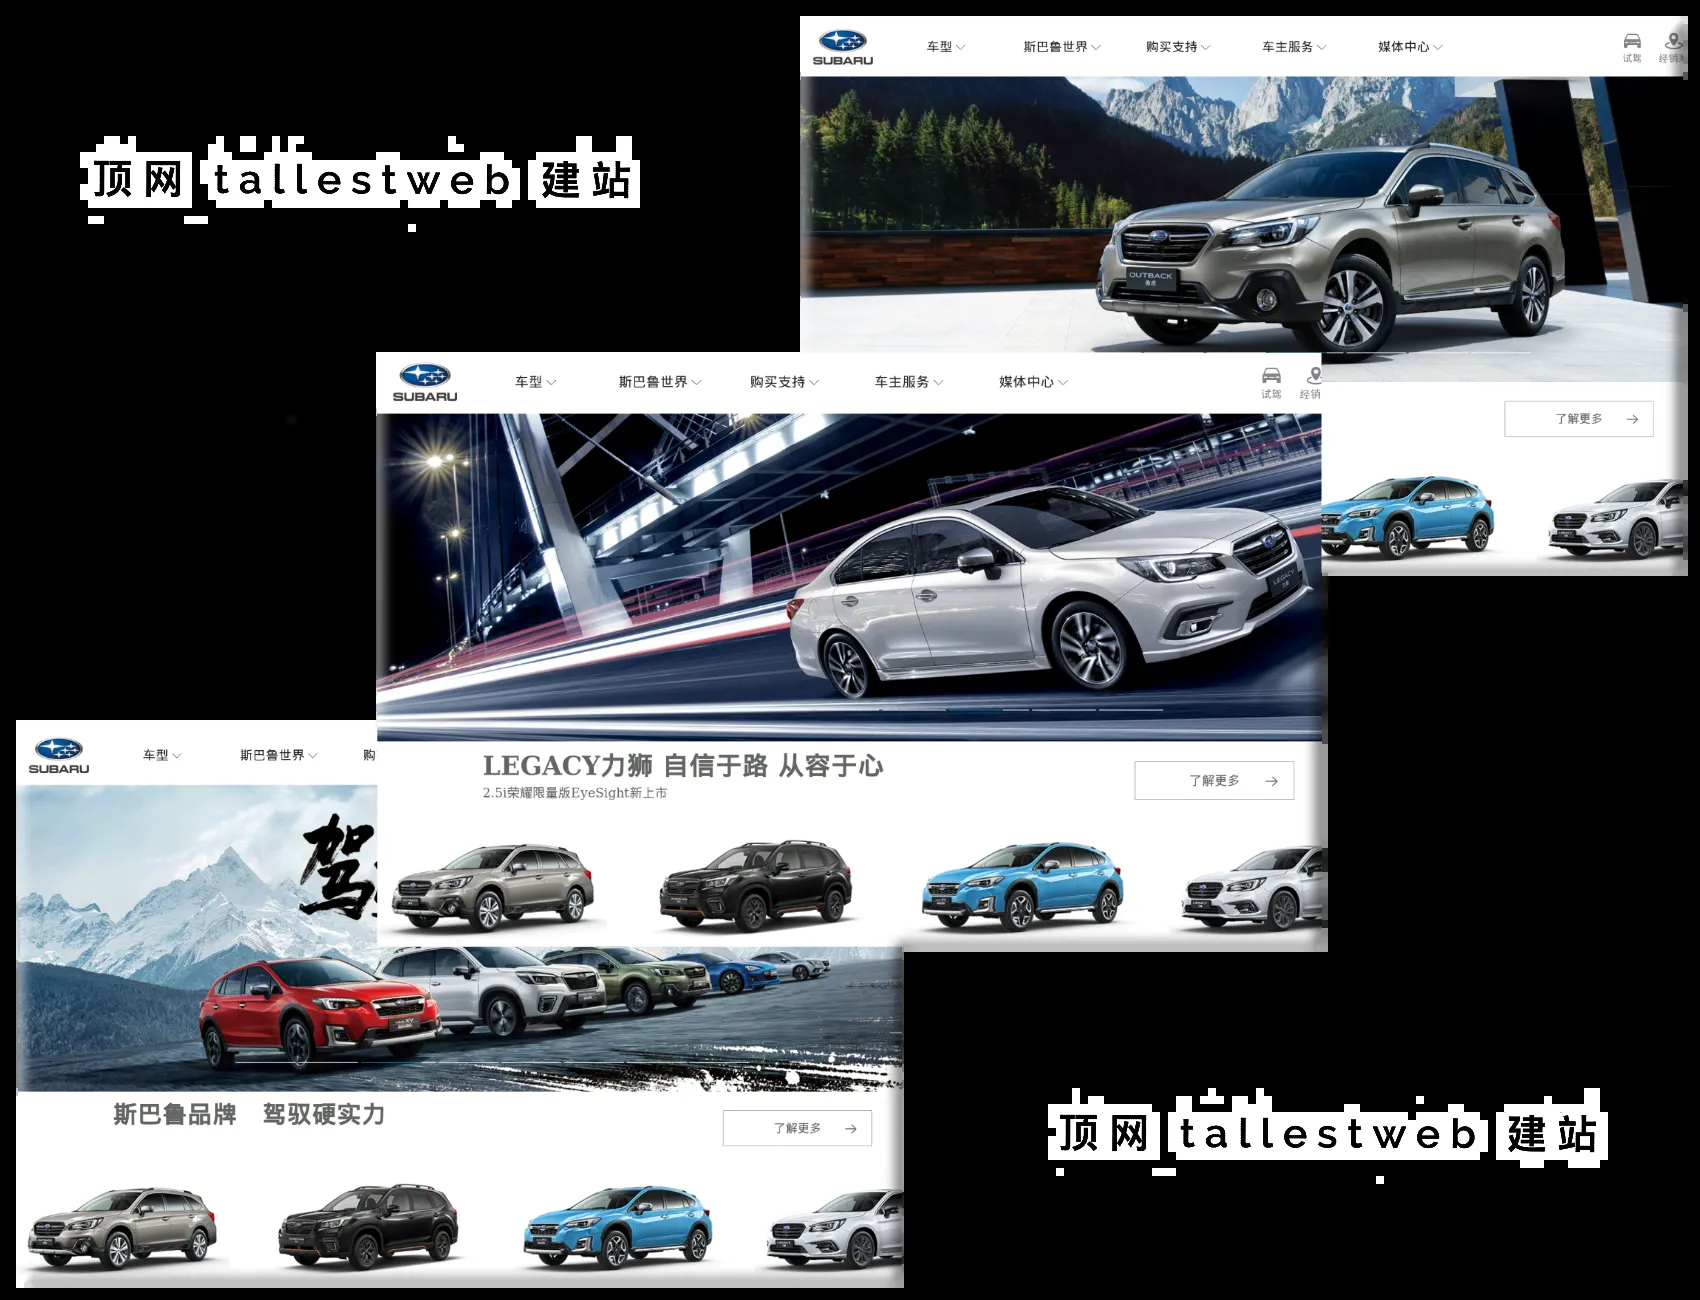 SUBARU
车型
斯巴鲁世界
购买支持
车主服务
媒体中心
试驾
经销
顶网 tallestweb 建站
OUTBACK
SUBARU
车型
斯巴鲁世界
购买支持
车主服务
媒体中心
试驾
经销
了解更多
LEGACY
SUBARU
车型
斯巴鲁世界
购
LEGACY力狮 自信于路 从容于心
2.5i荣耀限量版EyeSight新上市
了解更多
驾
斯巴鲁品牌 驾驭硬实力
了解更多
顶网 tallestweb 建站